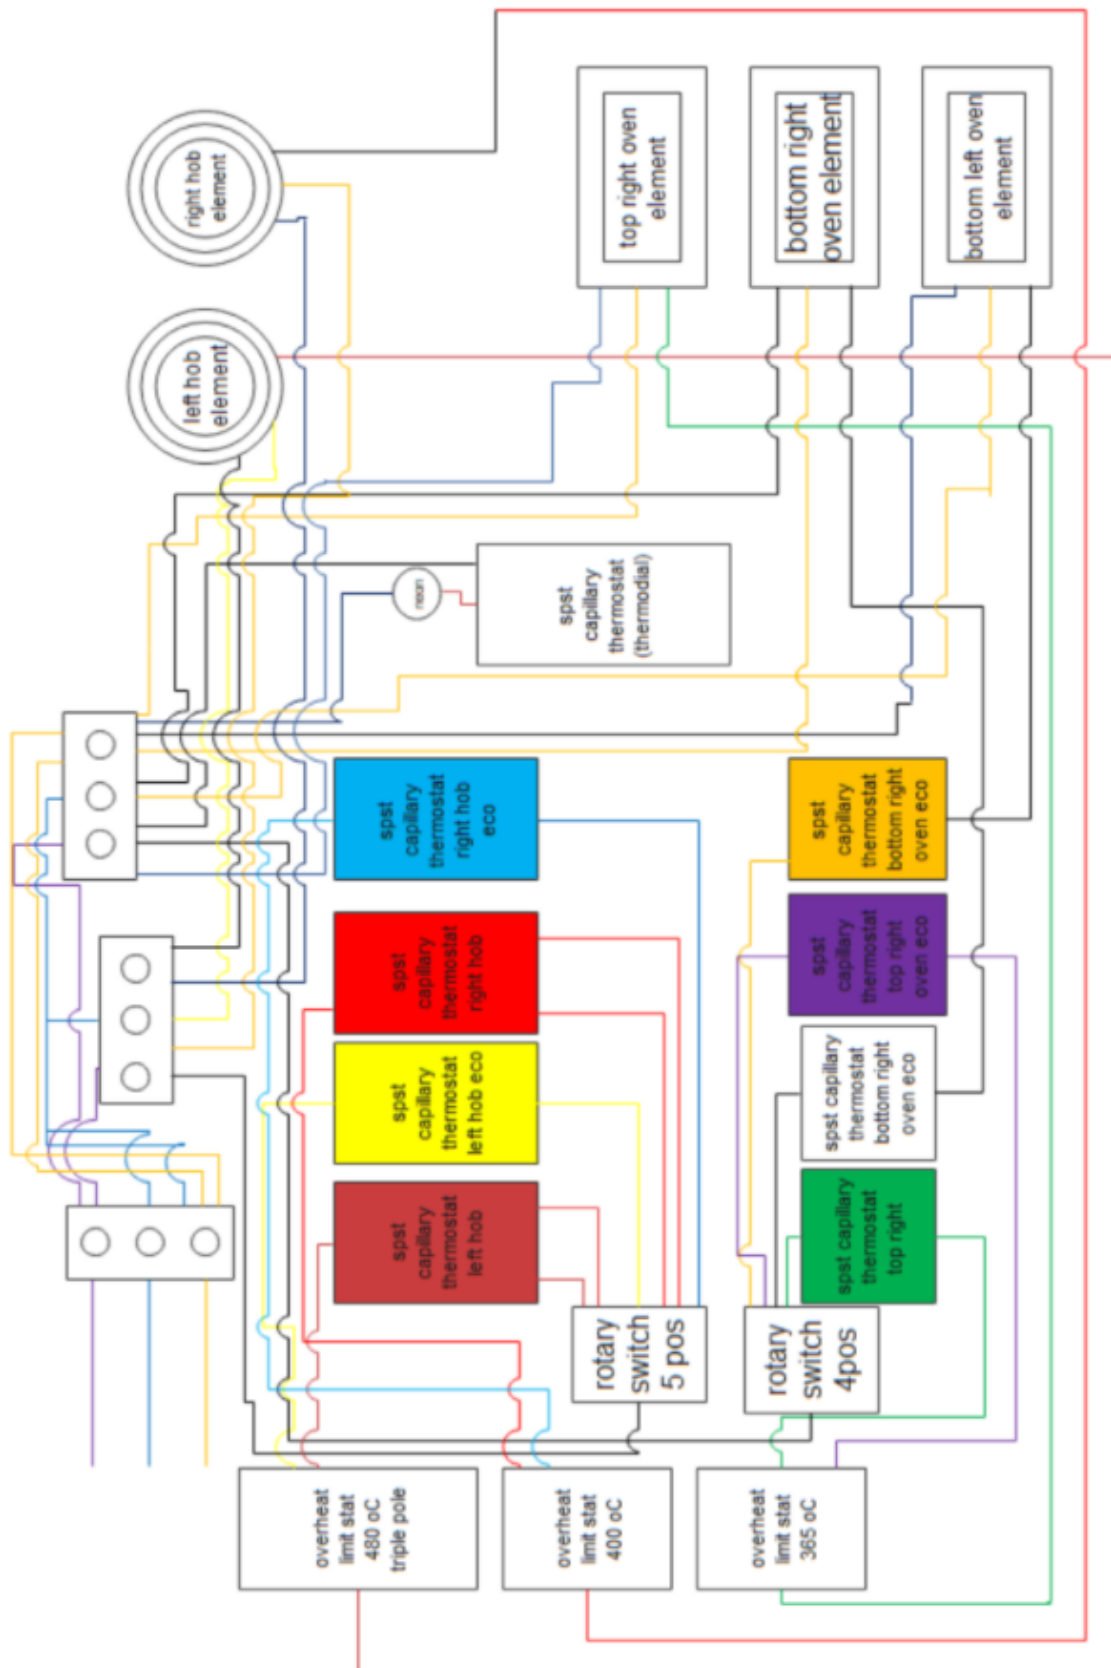 right hob
element
left hob
element
top right oven
element
bottom right
oven element
bottom left oven
element
neon
spst
capillary
thermostat
(thermodial)
spst
capillary
thermostat
right hob
eco
spst
capillary
thermostat
right hob
spst
capillary
thermostat
left hob eco
spst
capillary
thermostat
left hob
spst
capillary
thermostat
bottom right
oven eco
spst
capillary
thermostat
top right
oven eco
spst capillary
thermostat
bottom right
oven eco
spst capillary
thermostat
top right
rotary
switch
5 pos
rotary
switch
4pos
overheat
limit stat
480 oC
triple pole
overheat
limit stat
400 oC
overheat
limit stat
365 oC